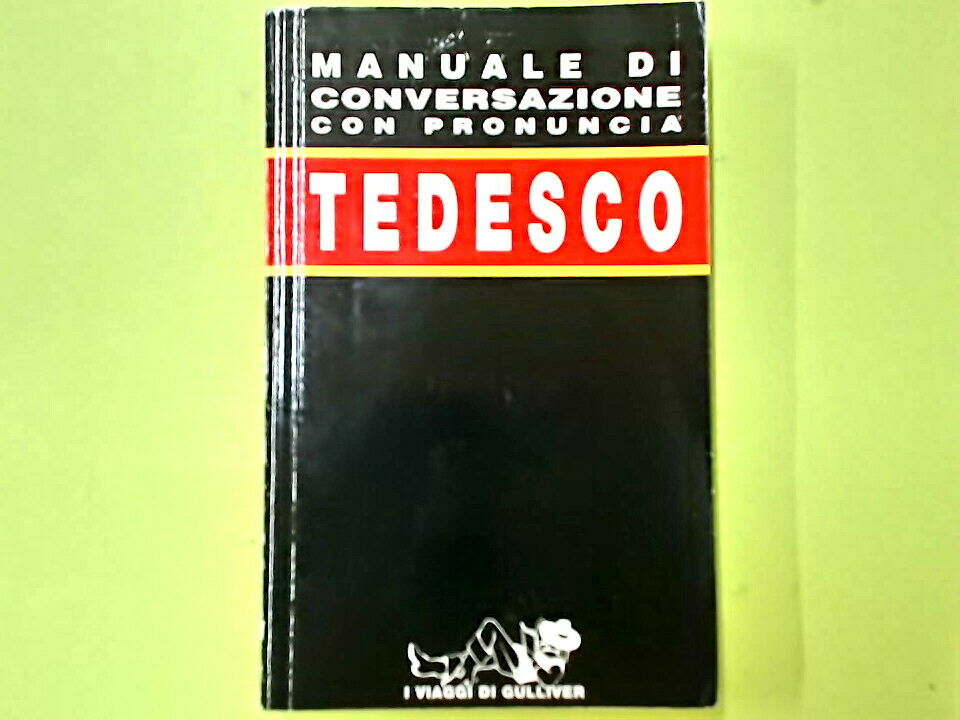 MANUALE DI
CONVERSAZIONE
CON PRONUNCIA
TEDESCO
I VIAGGI DI GULLIVER